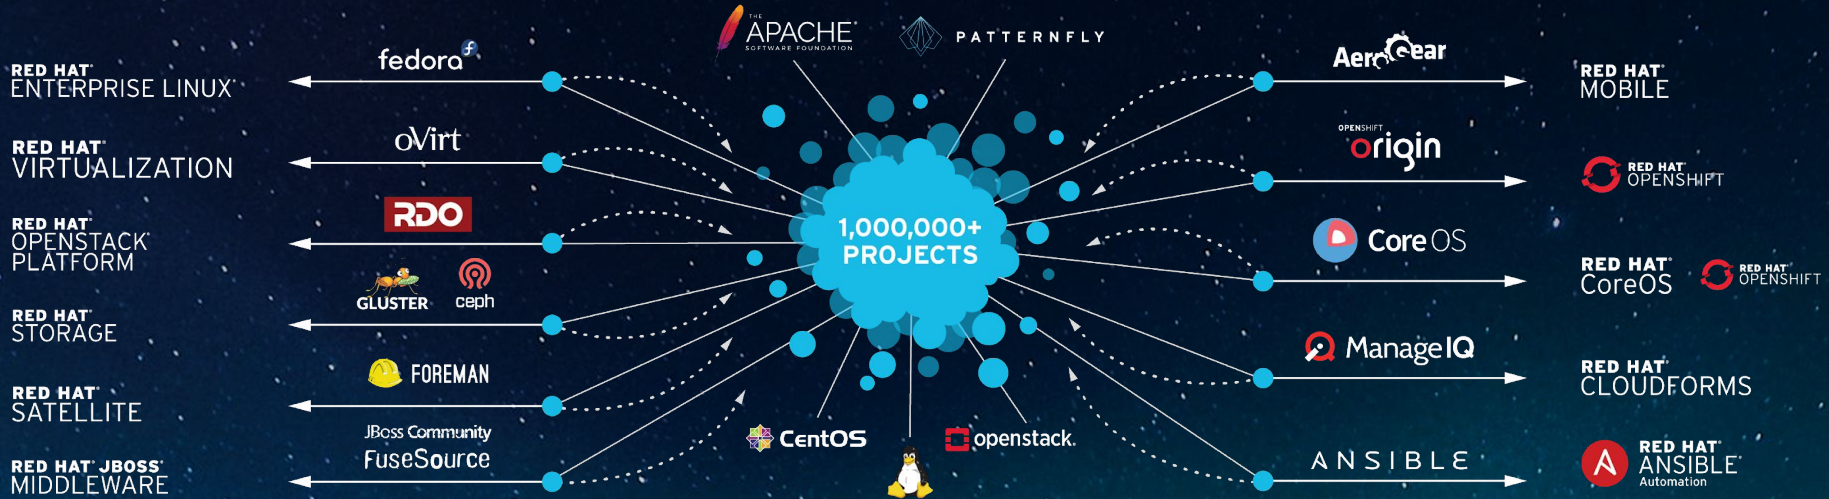 THE
APACHE®
SOFTWARE FOUNDATION
PATTERNFLY
RED HAT®
ENTERPRISE LINUX®
fedora
RED HAT®
VIRTUALIZATION
oVirt
RED HAT®
OPENSTACK®
PLATFORM
RDO
RED HAT®
STORAGE
GLUSTER
ceph
RED HAT®
SATELLITE
FOREMAN
RED HAT® JBOSS®
MIDDLEWARE
JBoss Community
FuseSource
1,000,000+
PROJECTS
CentOS
openstack.
AeroGear
RED HAT®
MOBILE
OPENSHIFT
origin
RED HAT®
OPENSHIFT
Core OS
RED HAT®
CoreOS
RED HAT®
OPENSHIFT
ManageIQ
RED HAT®
CLOUDFORMS
ANSIBLE
RED HAT®
ANSIBLE®
Automation